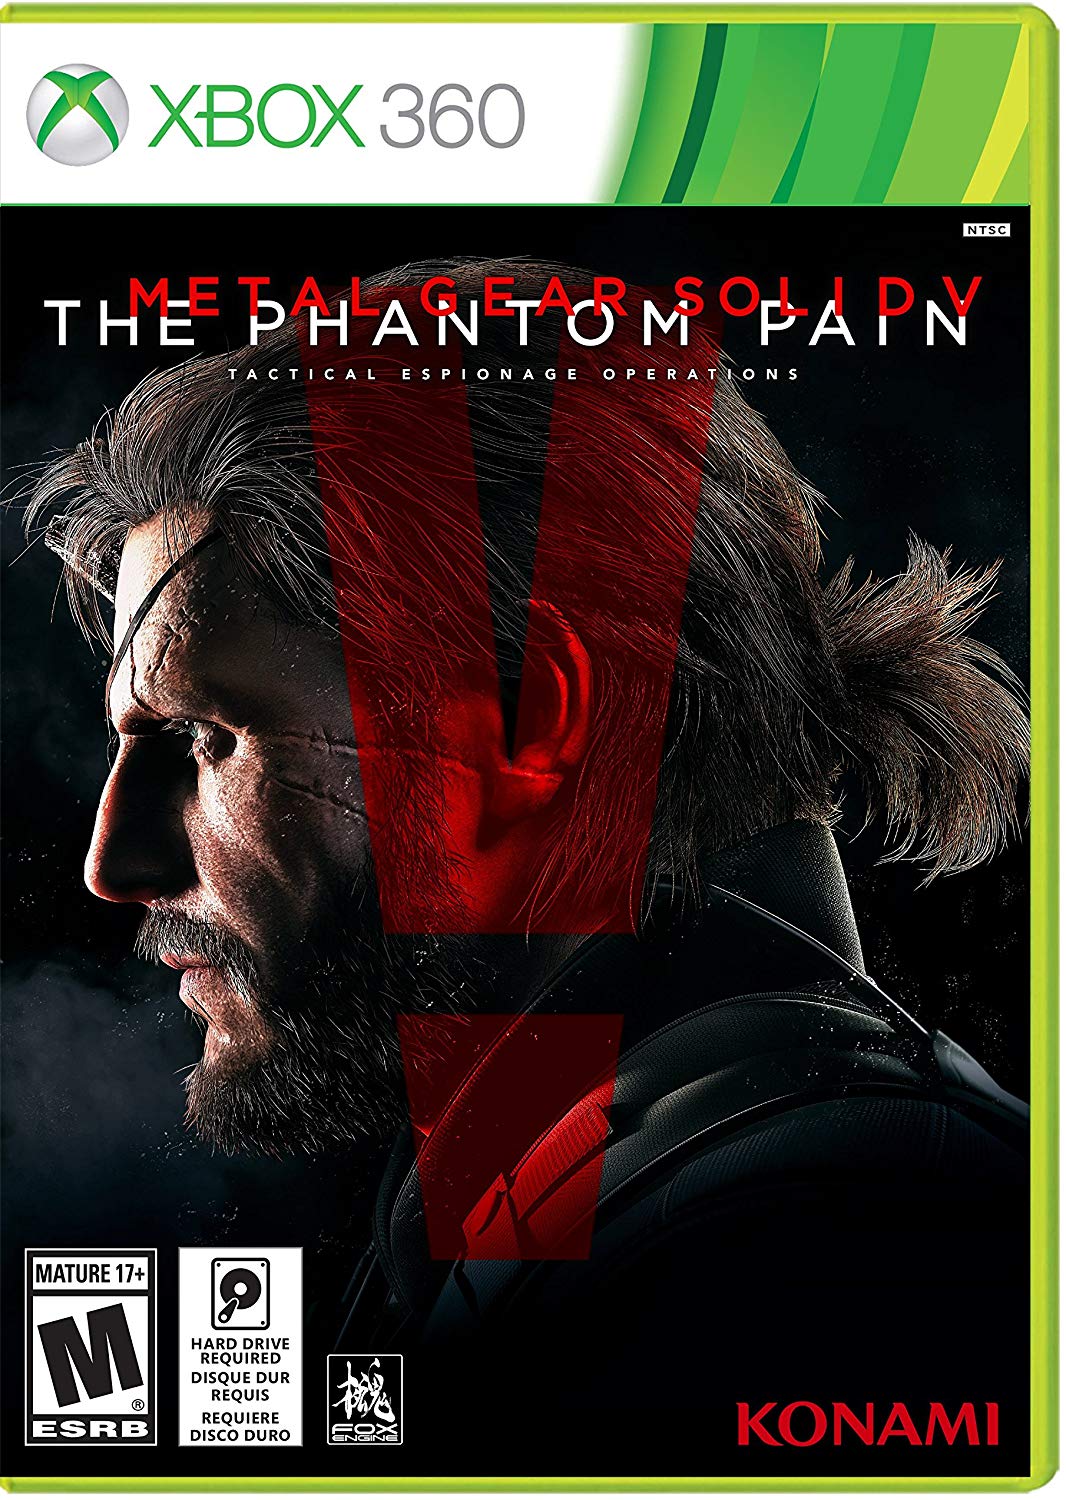 XBOX 360
NTSC
METAL GEAR SOLID V
THE PHANTOM PAIN
TACTICAL ESPIONAGE OPERATIONS
MATURE 17+
M
®
ESRB
HARD DRIVE
REQUIRED
DISQUE DUR
REQUIS
REQUIERE
DISCO DURO
FOX
ENGINE
KONAMI